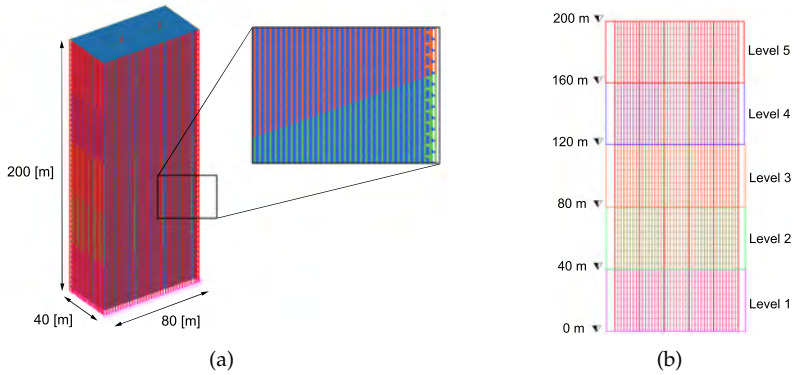 200 [m]
40 [m]
80 [m]
(a)
200 m
Level 5
160 m
Level 4
120 m
Level 3
80 m
Level 2
40 m
Level 1
0 m
(b)